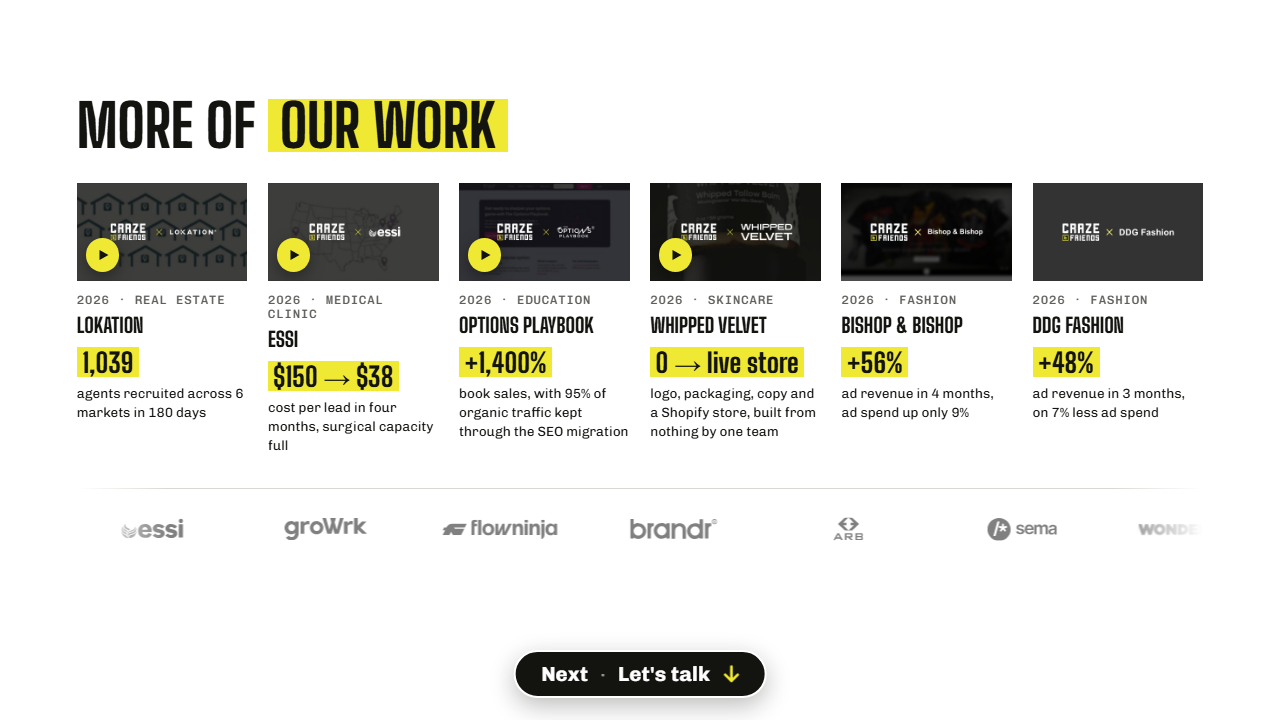 MORE OF OUR WORK
CRAZE & FRIENDS × LOKATION
CRAZE & FRIENDS × essi
CRAZE & FRIENDS × OPTIONS PLAYBOOK
Whipped Tallow Balm
CRAZE & FRIENDS × WHIPPED VELVET
CRAZE & FRIENDS × Bishop & Bishop
CRAZE & FRIENDS × DDG Fashion
2026 · REAL ESTATE
LOKATION
1,039
agents recruited across 6
markets in 180 days
2026 · MEDICAL
CLINIC
ESSI
$150 → $38
cost per lead in four
months, surgical capacity
full
2026 · EDUCATION
OPTIONS PLAYBOOK
+1,400%
book sales, with 95% of
organic traffic kept
through the SEO migration
2026 · SKINCARE
WHIPPED VELVET
0 → live store
logo, packaging, copy and
a Shopify store, built from
nothing by one team
2026 · FASHION
BISHOP & BISHOP
+56%
ad revenue in 4 months,
ad spend up only 9%
2026 · FASHION
DDG FASHION
+48%
ad revenue in 3 months,
on 7% less ad spend
essi
groWrk
flowninja
brandr
ARB
sema
WONDE
Next · Let's talk ↓